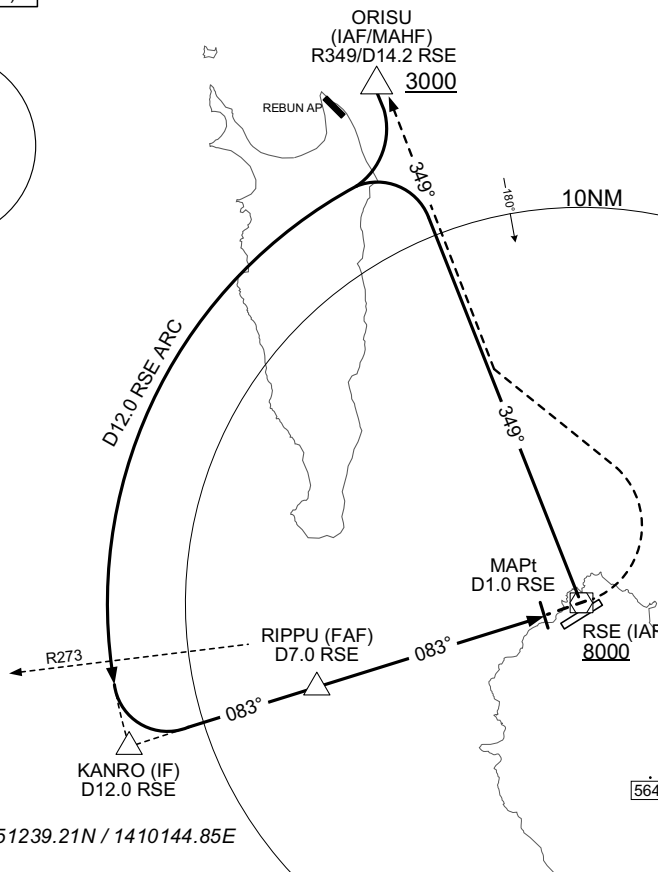 ORISU
(IAF/MAHF)
R349/D14.2 RSE
3000
REBUN AP
349°
180°
10NM
D12.0 RSE ARC
349°
MAPt
D1.0 RSE
RIPPU (FAF)
D7.0 RSE
RSE (IAF
8000
R273
083°
083°
KANRO (IF)
D12.0 RSE
564
51239.21N / 1410144.85E